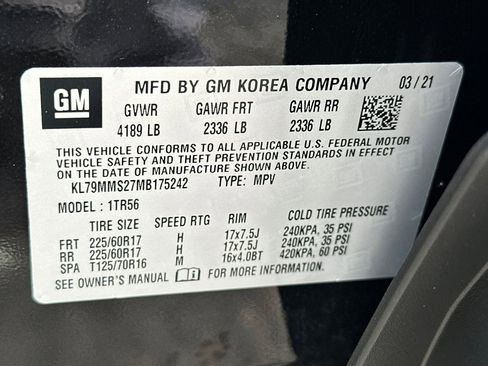 GM MFD BY GM KOREA COMPANY 03/21
GVWR GAWR FRT GAWR RR
4189 LB 2336 LB 2336 LB
THIS VEHICLE CONFORMS TO ALL APPLICABLE U.S. FEDERAL MOTOR
VEHICLE SAFETY AND THEFT PREVENTION STANDARDS IN EFFECT
ON THE DATE OF MANUFACTURE SHOWN ABOVE.
KL79MMS27MB175242 TYPE: MPV
MODEL : 1TR56
TIRE SIZE SPEED RTG RIM COLD TIRE PRESSURE
FRT 225/60R17 H 17x7.5J 240KPA, 35 PSI
RR 225/60R17 H 17x7.5J 240KPA, 35 PSI
SPA T125/70R16 M 16x4.0BT 420KPA, 60 PSI
SEE OWNER'S MANUAL FOR MORE INFORMATION.